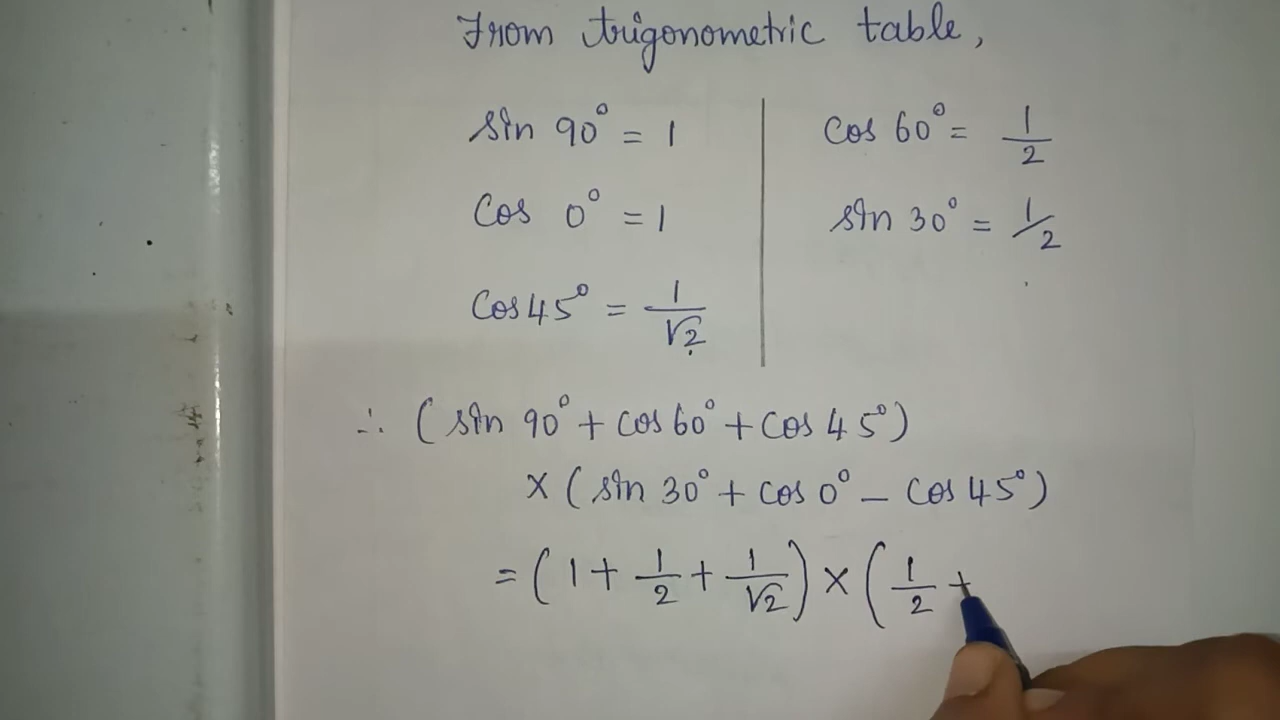 From trigonometric table,
sin 90° = 1
cos 0° = 1
cos 45° = 1/√2
cos 60° = 1/2
sin 30° = 1/2
∴ (sin 90° + cos 60° + cos 45°)
× (sin 30° + cos 0° − cos 45°)
= (1 + 1/2 + 1/√2) × (1/2 +